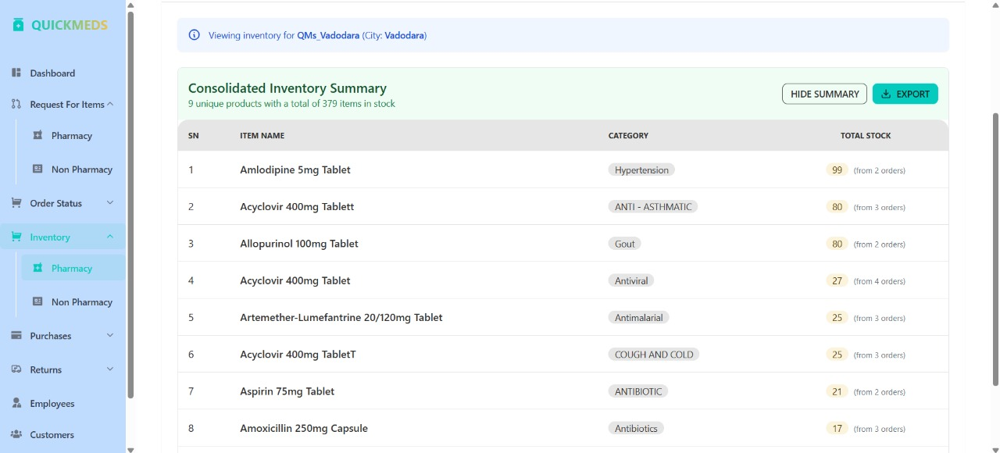 QUICKMEDS
Dashboard
Request For Items
Pharmacy
Non Pharmacy
Order Status
Inventory
Pharmacy
Non Pharmacy
Purchases
Returns
Employees
Customers
Viewing inventory for QMs_Vadodara (City: Vadodara)
Consolidated Inventory Summary
9 unique products with a total of 379 items in stock
HIDE SUMMARY EXPORT
SN ITEM NAME CATEGORY TOTAL STOCK
1 Amlodipine 5mg Tablet Hypertension 99 (from 2 orders)
2 Acyclovir 400mg Tablett ANTI - ASTHMATIC 80 (from 3 orders)
3 Allopurinol 100mg Tablet Gout 80 (from 2 orders)
4 Acyclovir 400mg Tablet Antiviral 27 (from 4 orders)
5 Artemether-Lumefantrine 20/120mg Tablet Antimalarial 25 (from 3 orders)
6 Acyclovir 400mg TabletT COUGH AND COLD 25 (from 3 orders)
7 Aspirin 75mg Tablet ANTIBIOTIC 21 (from 2 orders)
8 Amoxicillin 250mg Capsule Antibiotics 17 (from 3 orders)